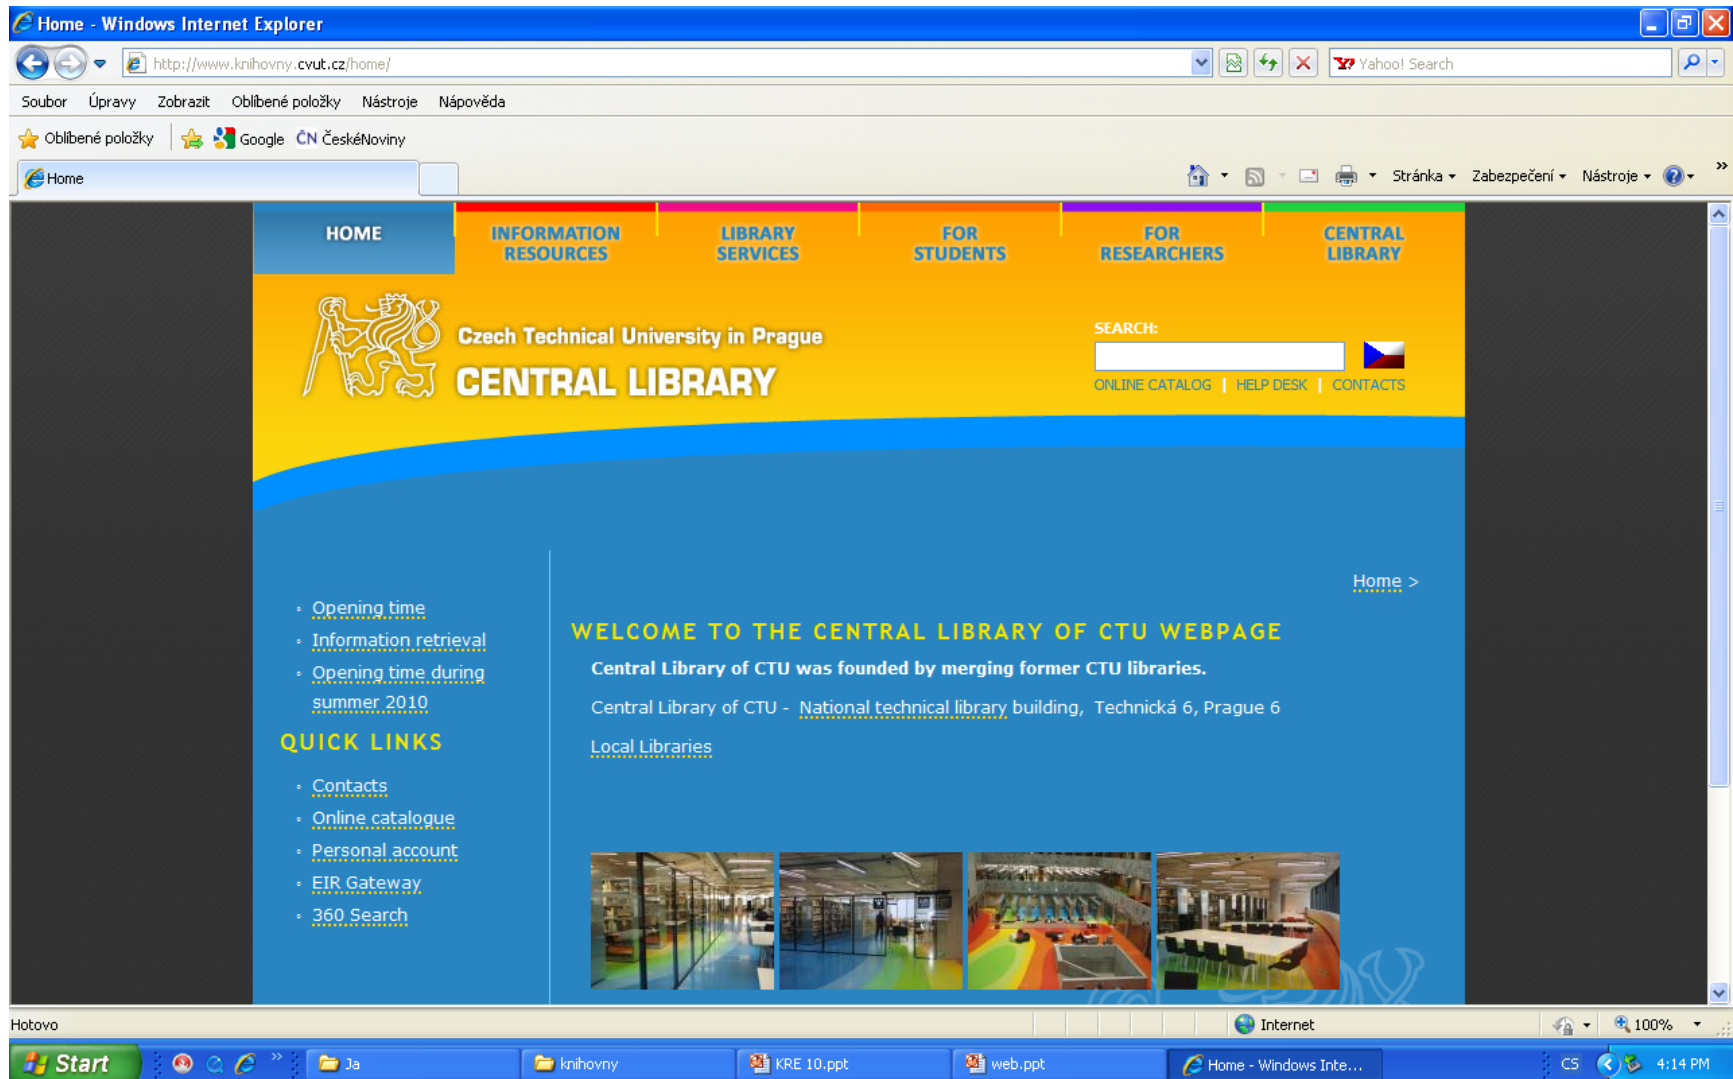 Home - Windows Internet Explorer
http://www.knihovny.cvut.cz/home/
Yahoo! Search
Soubor Úpravy Zobrazit Oblíbené položky Nástroje Nápověda
Oblíbené položky Google ČN ČeskéNoviny
Home
Stránka Zabezpečení Nástroje »
HOME
INFORMATION
RESOURCES
LIBRARY
SERVICES
FOR
STUDENTS
FOR
RESEARCHERS
CENTRAL
LIBRARY
Czech Technical University in Prague
CENTRAL LIBRARY
SEARCH:
ONLINE CATALOG | HELP DESK | CONTACTS
Home >
Opening time
Information retrieval
Opening time during
summer 2010
QUICK LINKS
Contacts
Online catalogue
Personal account
EIR Gateway
360 Search
WELCOME TO THE CENTRAL LIBRARY OF CTU WEBPAGE
Central Library of CTU was founded by merging former CTU libraries.
Central Library of CTU - National technical library building, Technická 6, Prague 6
Local Libraries
Hotovo
Internet
100%
Start
»
Ja
knihovny
KRE 10.ppt
web.ppt
Home - Windows Inte...
CS
4:14 PM